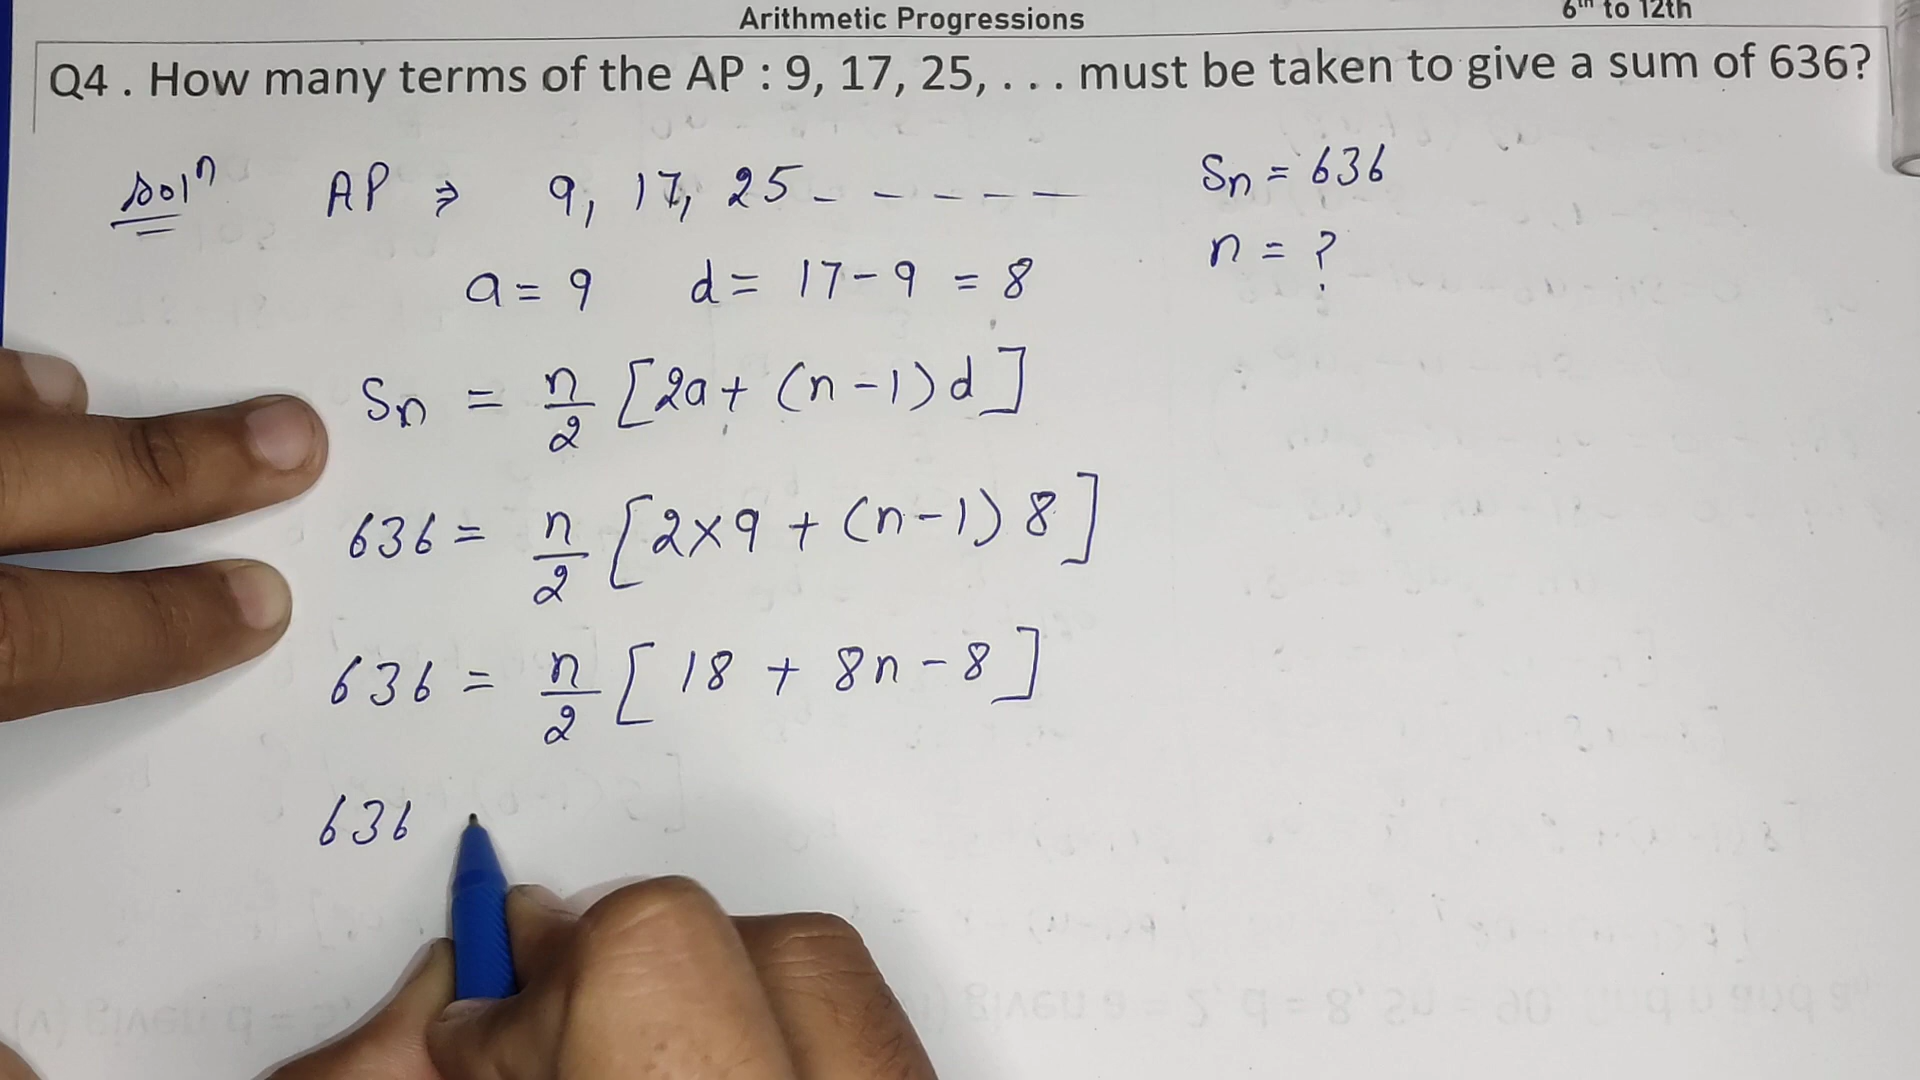 Arithmetic Progressions
6th to 12th
Q4 . How many terms of the AP : 9, 17, 25, . . . must be taken to give a sum of 636?
Solⁿ AP ⇒ 9, 17, 25 - - - - -
Sn = 636
n = ?
a = 9 d = 17 - 9 = 8
Sn = n/2 [2a + (n - 1) d]
636 = n/2 [2 × 9 + (n - 1) 8]
636 = n/2 [18 + 8n - 8]
636